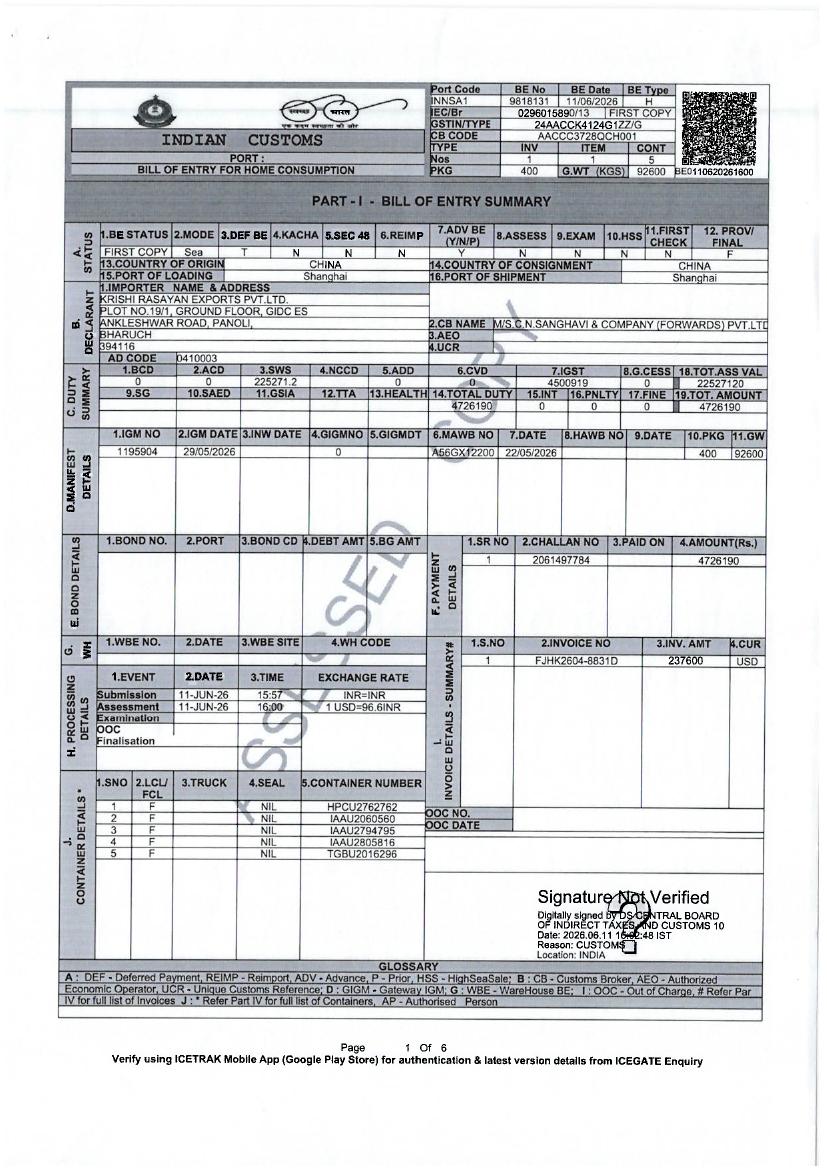 स्वच्छ भारत
एक कदम स्वच्छता की ओर
INDIAN CUSTOMS
PORT :
BILL OF ENTRY FOR HOME CONSUMPTION
Port Code BE No BE Date BE Type
INNSA1 9818131 11/06/2026 H
IEC/Br 0296015890/13 FIRST COPY
GSTIN/TYPE 24AACCK4124G1ZZ/G
CB CODE AACCC3728QCH001
TYPE INV ITEM CONT
Nos 1 1 5
PKG 400 G.WT (KGS) 92600
BE0110620261600
PART - I - BILL OF ENTRY SUMMARY
A. STATUS
1.BE STATUS 2.MODE 3.DEF BE 4.KACHA 5.SEC 48 6.REIMP 7.ADV BE (Y/N/P) 8.ASSESS 9.EXAM 10.HSS 11.FIRST CHECK 12. PROV/ FINAL
FIRST COPY Sea T N N N Y N N N N F
13.COUNTRY OF ORIGIN CHINA 14.COUNTRY OF CONSIGNMENT CHINA
15.PORT OF LOADING Shanghai 16.PORT OF SHIPMENT Shanghai
B. DECLARANT
1.IMPORTER NAME & ADDRESS
KRISHI RASAYAN EXPORTS PVT.LTD.
PLOT NO.19/1, GROUND FLOOR, GIDC ES
ANKLESHWAR ROAD, PANOLI,
BHARUCH
394116
AD CODE 0410003
2.CB NAME M/S.C.N.SANGHAVI & COMPANY (FORWARDS) PVT.LTD
3.AEO
4.UCR
C. DUTY SUMMARY
1.BCD 2.ACD 3.SWS 4.NCCD 5.ADD 6.CVD 7.IGST 8.G.CESS 18.TOT.ASS VAL
0 0 225271.2 0 0 4500919 0 22527120
9.SG 10.SAED 11.GSIA 12.TTA 13.HEALTH 14.TOTAL DUTY 15.INT 16.PNLTY 17.FINE 19.TOT. AMOUNT
4726190 0 0 0 4726190
D.MANIFEST DETAILS
1.IGM NO 2.IGM DATE 3.INW DATE 4.GIGMNO 5.GIGMDT 6.MAWB NO 7.DATE 8.HAWB NO 9.DATE 10.PKG 11.GW
1195904 29/05/2026 0 A56GX12200 22/05/2026 400 92600
E. BOND DETAILS
1.BOND NO. 2.PORT 3.BOND CD 4.DEBT AMT 5.BG AMT
F. PAYMENT DETAILS
1.SR NO 2.CHALLAN NO 3.PAID ON 4.AMOUNT(Rs.)
1 2061497784 4726190
G. WH
1.WBE NO. 2.DATE 3.WBE SITE 4.WH CODE
H. PROCESSING DETAILS
1.EVENT 2.DATE 3.TIME EXCHANGE RATE
Submission 11-JUN-26 15:57 INR=INR
Assessment 11-JUN-26 16:00 1 USD=96.6INR
Examination
OOC
Finalisation
I. INVOICE DETAILS - SUMMARY#
1.S.NO 2.INVOICE NO 3.INV. AMT 4.CUR
1 FJHK2604-8831D 237600 USD
J. CONTAINER DETAILS *
1.SNO 2.LCL/ FCL 3.TRUCK 4.SEAL 5.CONTAINER NUMBER
1 F NIL HPCU2762762
2 F NIL IAAU2060560
3 F NIL IAAU2794795
4 F NIL IAAU2805816
5 F NIL TGBU2016296
OOC NO.
OOC DATE
ASSESSED COPY
Signature Not Verified
Digitally signed by DS CENTRAL BOARD
OF INDIRECT TAXES AND CUSTOMS 10
Date: 2026.06.11 16:02:48 IST
Reason: CUSTOMS
Location: INDIA
GLOSSARY
A : DEF - Deferred Payment, REIMP - Reimport, ADV - Advance, P - Prior, HSS - HighSeaSale; B : CB - Customs Broker, AEO - Authorized
Economic Operator, UCR - Unique Customs Reference; D : GIGM - Gateway IGM; G : WBE - WareHouse BE; I : OOC - Out of Charge, # Refer Par
IV for full list of Invoices J : * Refer Part IV for full list of Containers, AP - Authorised Person
Page 1 Of 6
Verify using ICETRAK Mobile App (Google Play Store) for authentication & latest version details from ICEGATE Enquiry